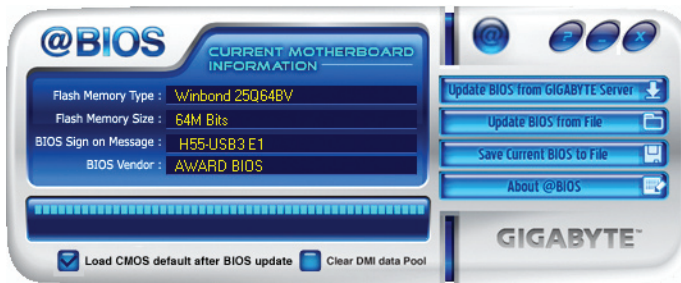 @BIOS
CURRENT MOTHERBOARD
INFORMATION
Flash Memory Type : Winbond 25Q64BV
Flash Memory Size : 64M Bits
BIOS Sign on Message : H55-USB3 E1
BIOS Vendor : AWARD BIOS
Load CMOS default after BIOS update Clear DMI data Pool
@ ? - X
Update BIOS from GIGABYTE Server
Update BIOS from File
Save Current BIOS to File
About @BIOS
GIGABYTE™